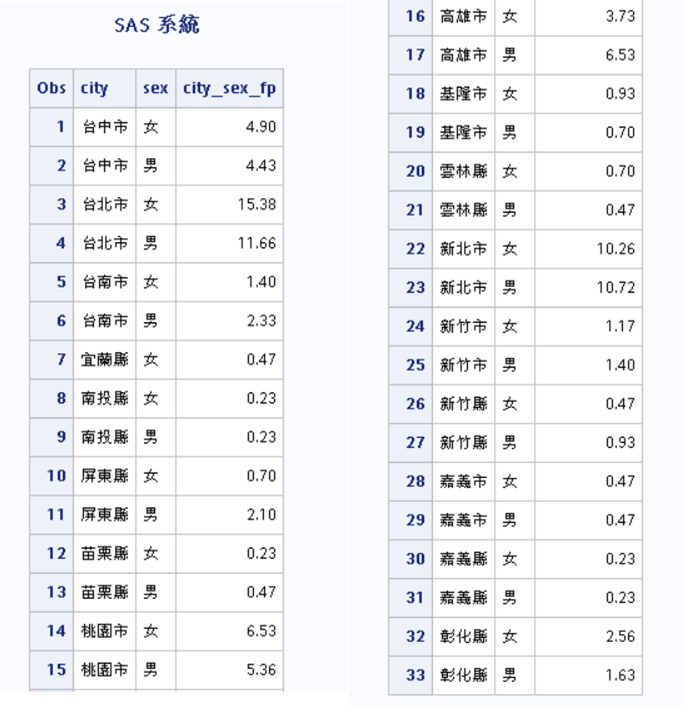 SAS 系統
Obs city sex city_sex_fp
1 台中市 女 4.90
2 台中市 男 4.43
3 台北市 女 15.38
4 台北市 男 11.66
5 台南市 女 1.40
6 台南市 男 2.33
7 宜蘭縣 女 0.47
8 南投縣 女 0.23
9 南投縣 男 0.23
10 屏東縣 女 0.70
11 屏東縣 男 2.10
12 苗栗縣 女 0.23
13 苗栗縣 男 0.47
14 桃園市 女 6.53
15 桃園市 男 5.36
16 高雄市 女 3.73
17 高雄市 男 6.53
18 基隆市 女 0.93
19 基隆市 男 0.70
20 雲林縣 女 0.70
21 雲林縣 男 0.47
22 新北市 女 10.26
23 新北市 男 10.72
24 新竹市 女 1.17
25 新竹市 男 1.40
26 新竹縣 女 0.47
27 新竹縣 男 0.93
28 嘉義市 女 0.47
29 嘉義市 男 0.47
30 嘉義縣 女 0.23
31 嘉義縣 男 0.23
32 彰化縣 女 2.56
33 彰化縣 男 1.63